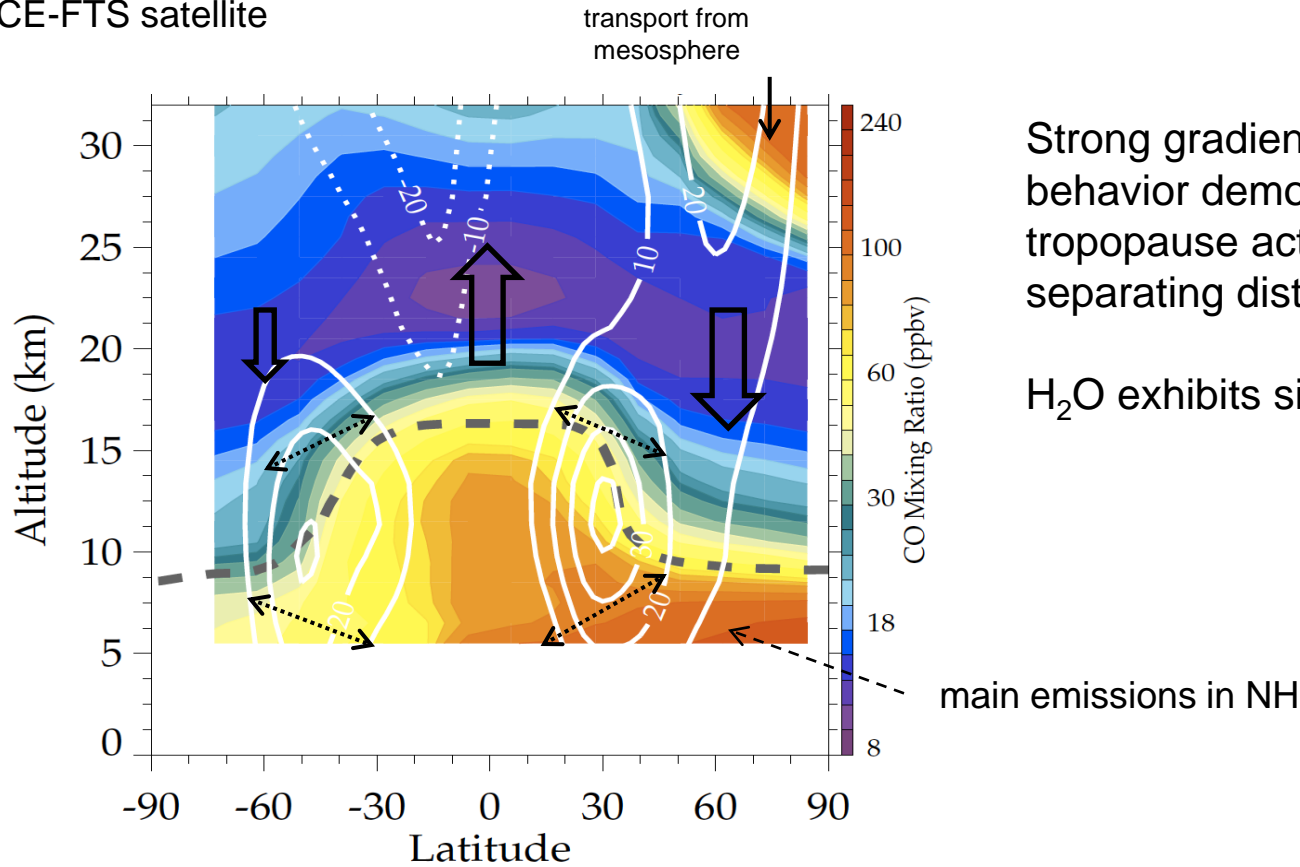 CE-FTS satellite
transport from
mesosphere
Strong gradien
behavior demo
tropopause act
separating dist
H₂O exhibits si
main emissions in NH
Altitude (km)
30
25
20
15
10
5
0
-90 -60 -30 0 30 60 90
Latitude
CO Mixing Ratio (ppbv)
240
100
60
30
18
8
20
-10
20
10
20
30
20